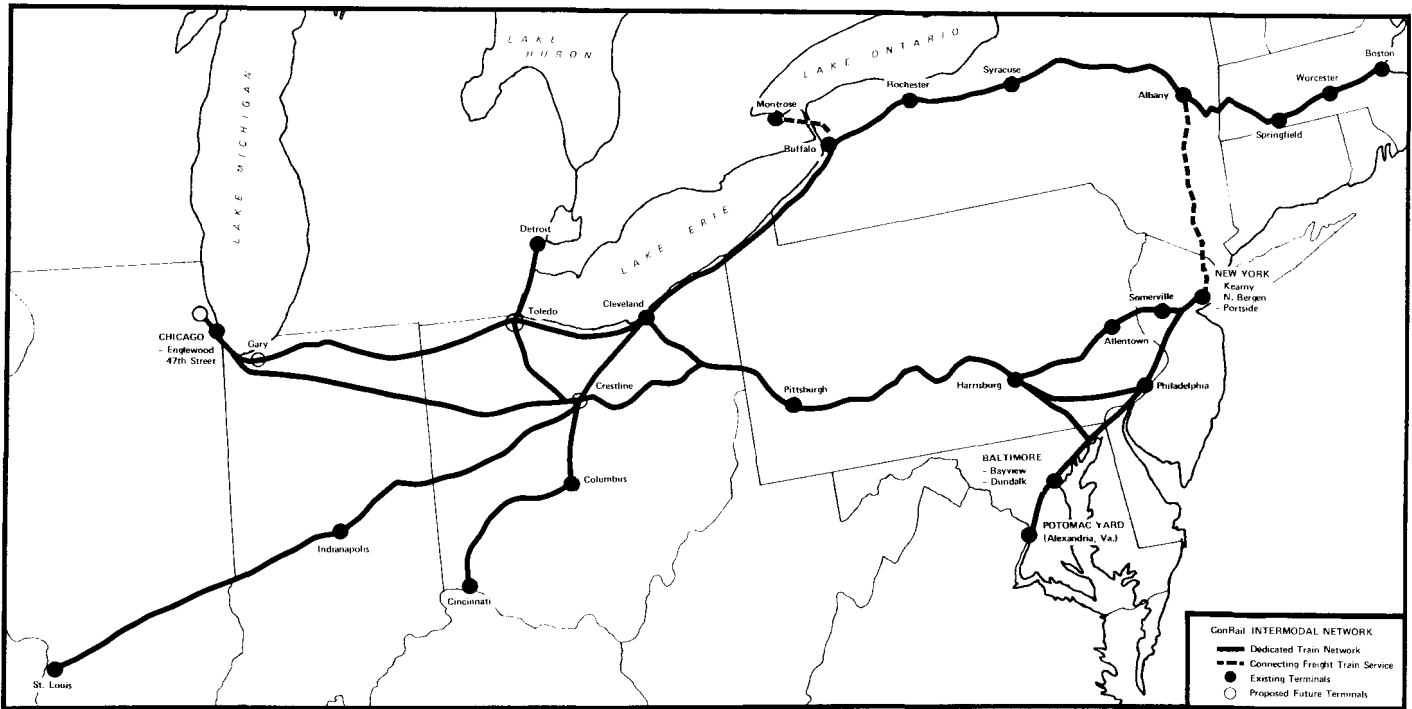 LAKE
HURON
LAKE ONTARIO
LAKE MICHIGAN
LAKE ERIE
Boston
Worcester
Springfield
Albany
Syracuse
Rochester
Montrose
Buffalo
Detroit
Toledo
Cleveland
CHICAGO
- Englewood
47th Street
Gary
Crestline
Pittsburgh
Harrisburg
Allentown
Somerville
NEW YORK
Kearny
N. Bergen
- Portside
Philadelphia
BALTIMORE
- Bayview
- Dundalk
POTOMAC YARD
(Alexandria, Va.)
Columbus
Indianapolis
Cincinnati
St. Louis
ConRail INTERMODAL NETWORK
Dedicated Train Network
Connecting Freight Train Service
Existing Terminals
Proposed Future Terminals